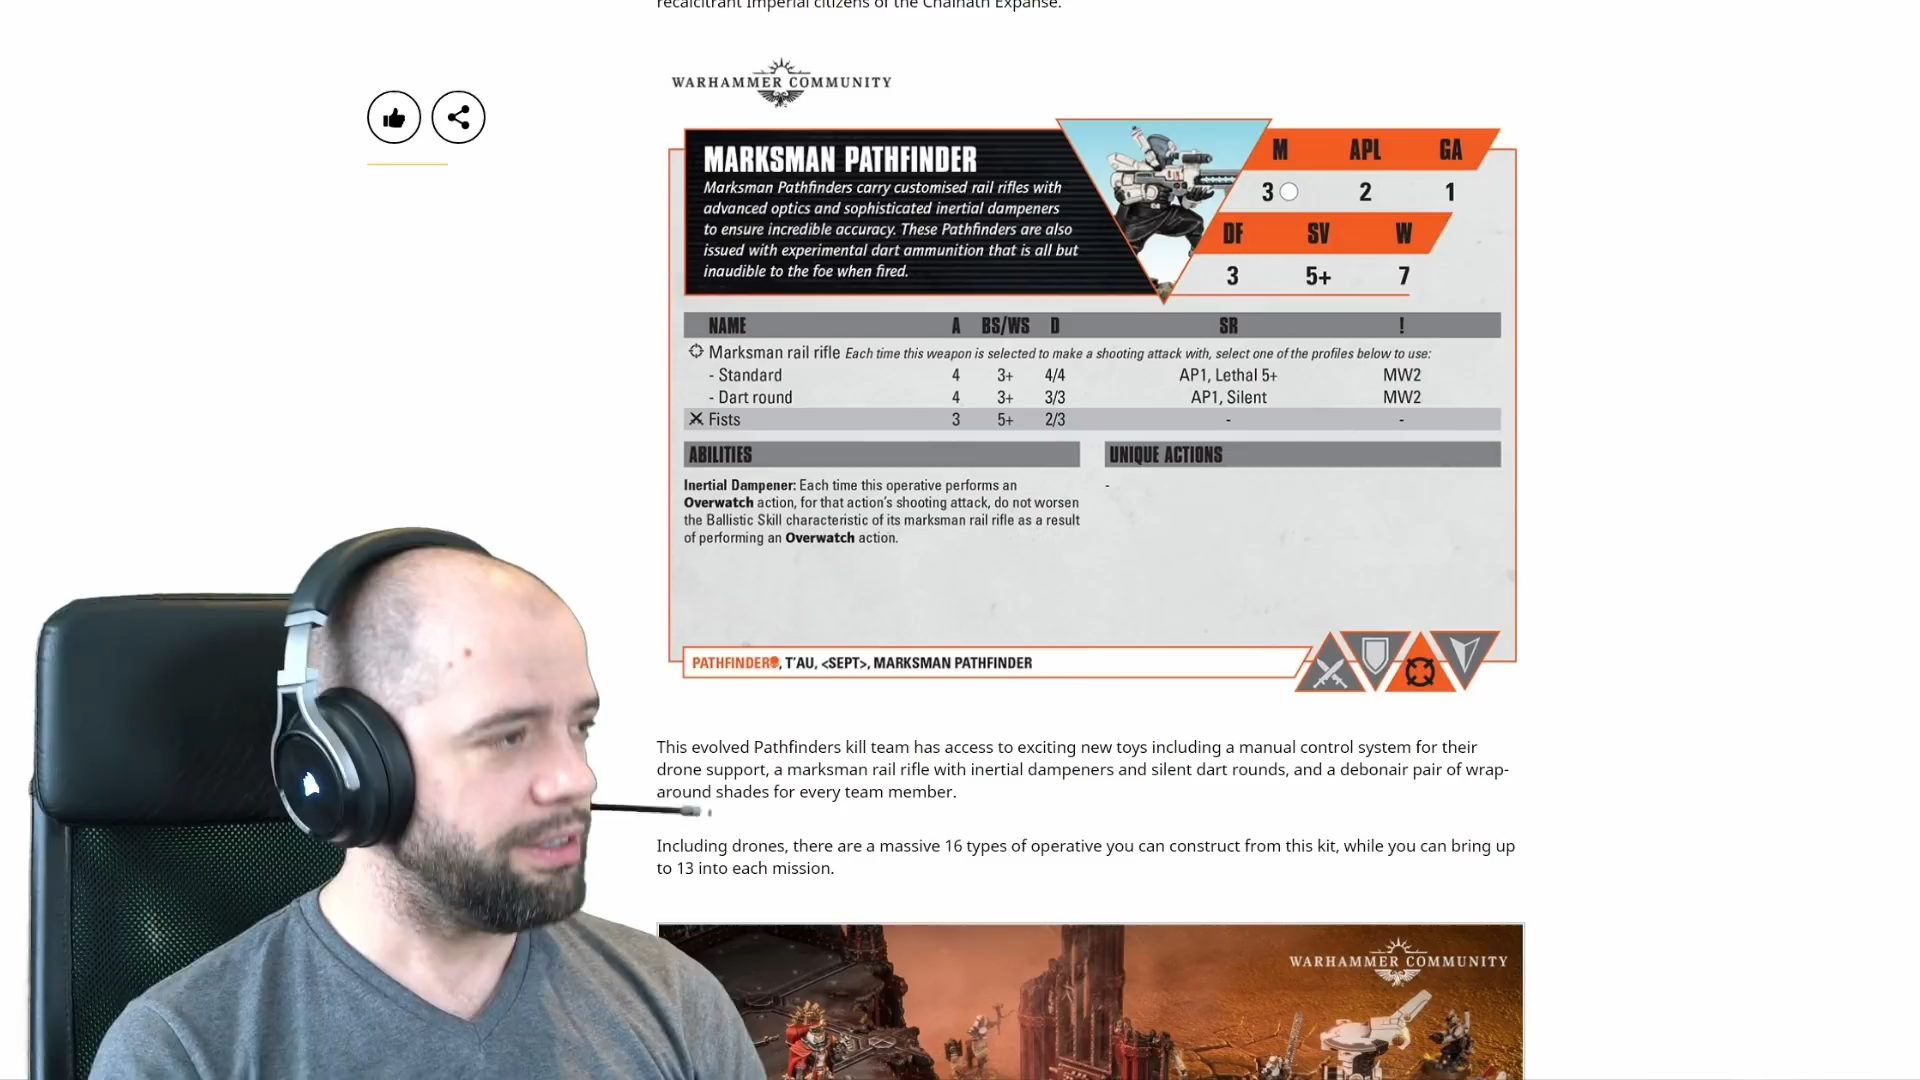 recalcitrant Imperial citizens of the Chalnath Expanse.
WARHAMMER COMMUNITY
MARKSMAN PATHFINDER
Marksman Pathfinders carry customised rail rifles with
advanced optics and sophisticated inertial dampeners
to ensure incredible accuracy. These Pathfinders are also
issued with experimental dart ammunition that is all but
inaudible to the foe when fired.
M APL GA
3 2 1
DF SV W
3 5+ 7
NAME A BS/WS D SR !
Marksman rail rifle Each time this weapon is selected to make a shooting attack with, select one of the profiles below to use:
- Standard 4 3+ 4/4 AP1, Lethal 5+ MW2
- Dart round 4 3+ 3/3 AP1, Silent MW2
Fists 3 5+ 2/3 - -
ABILITIES
Inertial Dampener: Each time this operative performs an
Overwatch action, for that action's shooting attack, do not worsen
the Ballistic Skill characteristic of its marksman rail rifle as a result
of performing an Overwatch action.
UNIQUE ACTIONS
-
PATHFINDER, T'AU, <SEPT>, MARKSMAN PATHFINDER
This evolved Pathfinders kill team has access to exciting new toys including a manual control system for their
drone support, a marksman rail rifle with inertial dampeners and silent dart rounds, and a debonair pair of wrap-
around shades for every team member.
Including drones, there are a massive 16 types of operative you can construct from this kit, while you can bring up
to 13 into each mission.
WARHAMMER COMMUNITY